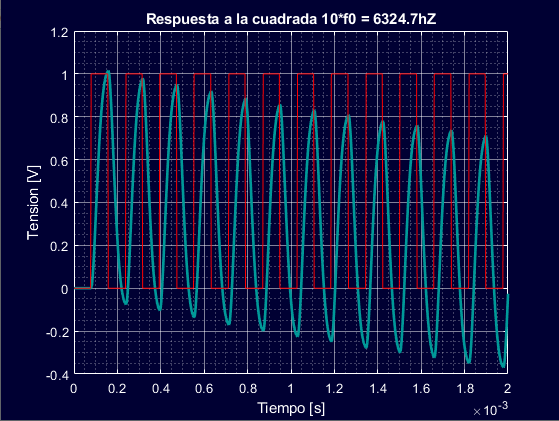 Respuesta a la cuadrada 10*f0 = 6324.7hZ
1.2
1
0.8
0.6
0.4
0.2
0
-0.2
-0.4
Tension [V]
0 0.2 0.4 0.6 0.8 1 1.2 1.4 1.6 1.8 2
Tiempo [s]
×10⁻³